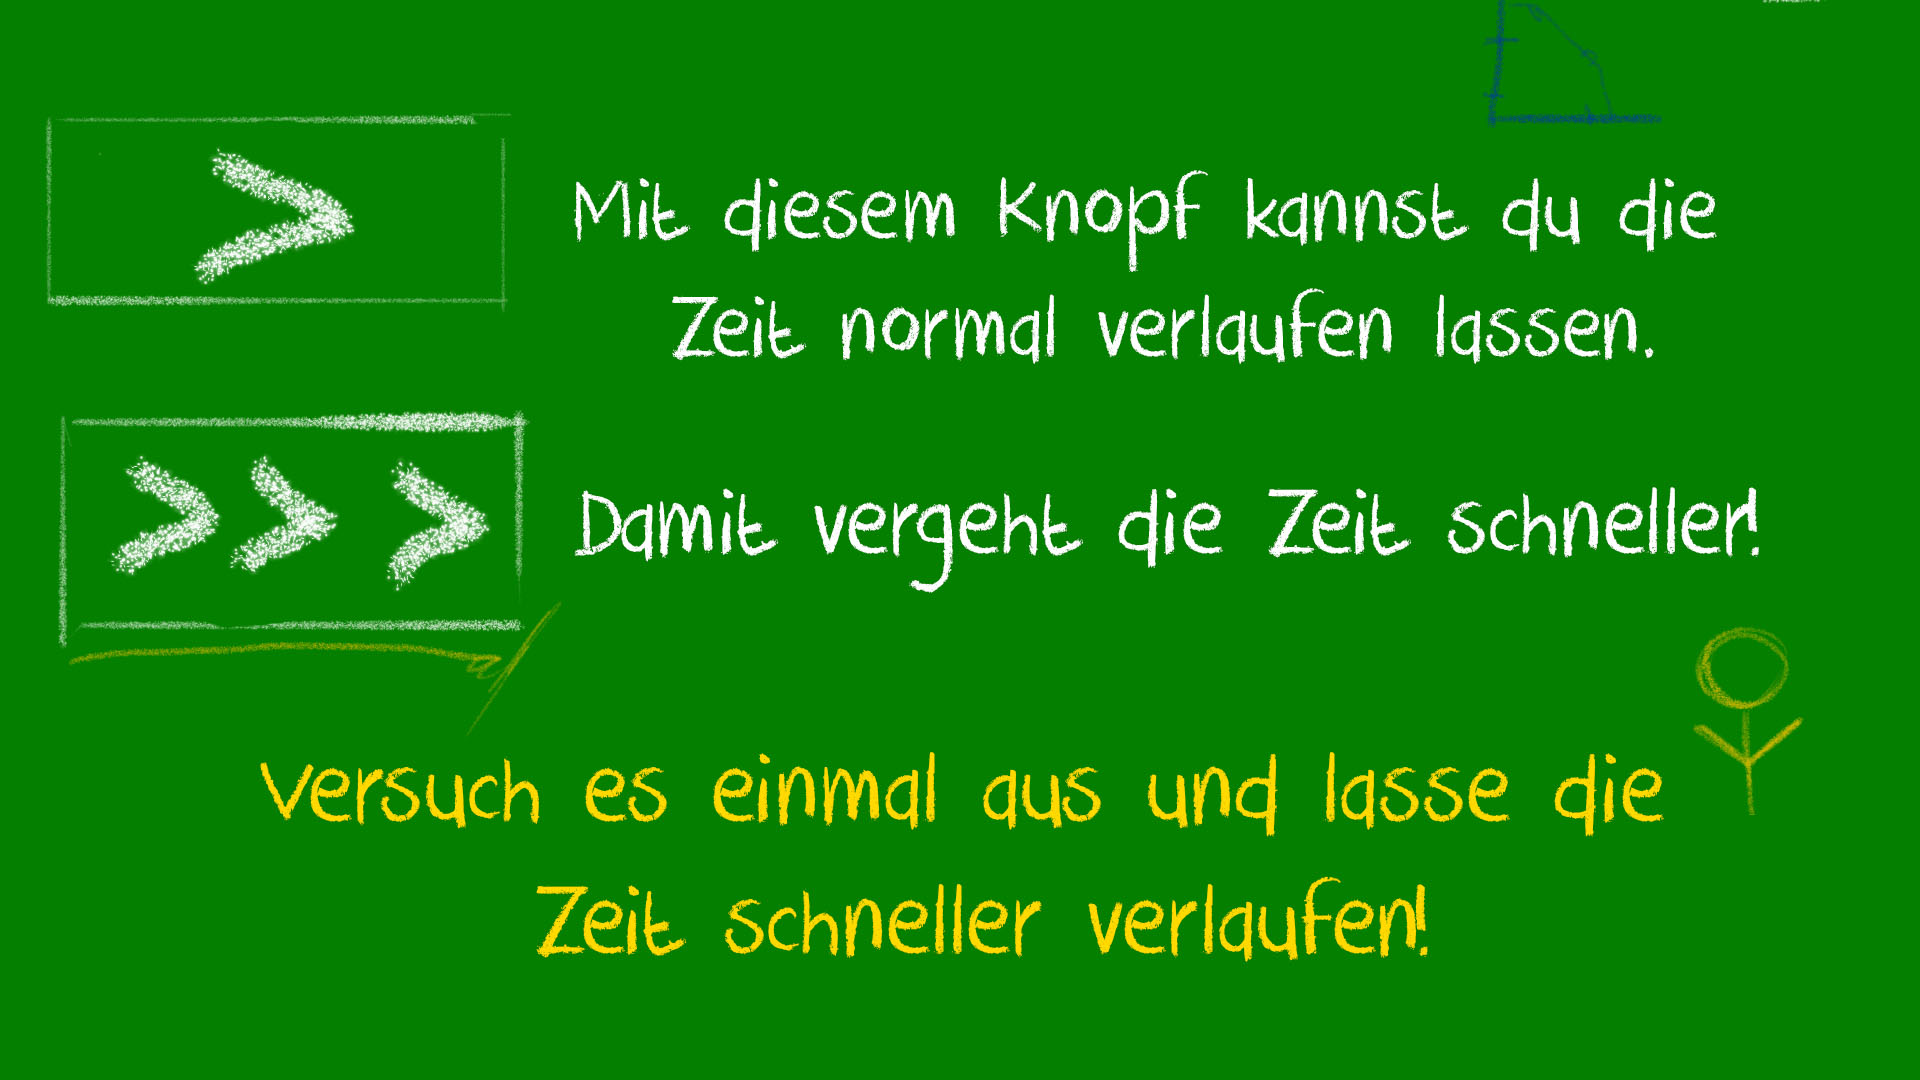 > Mit diesem Knopf kannst du die
Zeit normal verlaufen lassen.
>>> Damit vergeht die Zeit schneller!
Versuch es einmal aus und lasse die
Zeit schneller verlaufen!